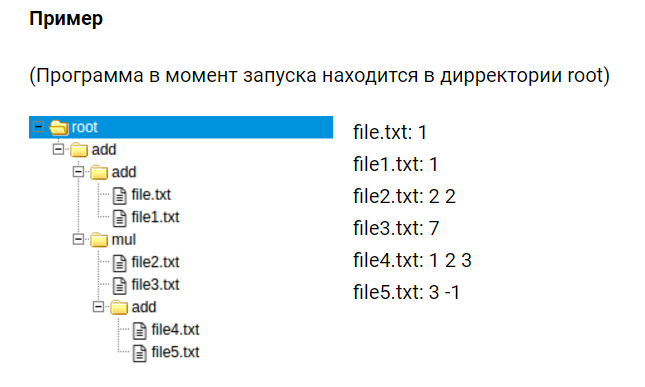 Пример
(Программа в момент запуска находится в дирректории root)
root
add
add
file.txt
file1.txt
mul
file2.txt
file3.txt
add
file4.txt
file5.txt
file.txt: 1
file1.txt: 1
file2.txt: 2 2
file3.txt: 7
file4.txt: 1 2 3
file5.txt: 3 -1